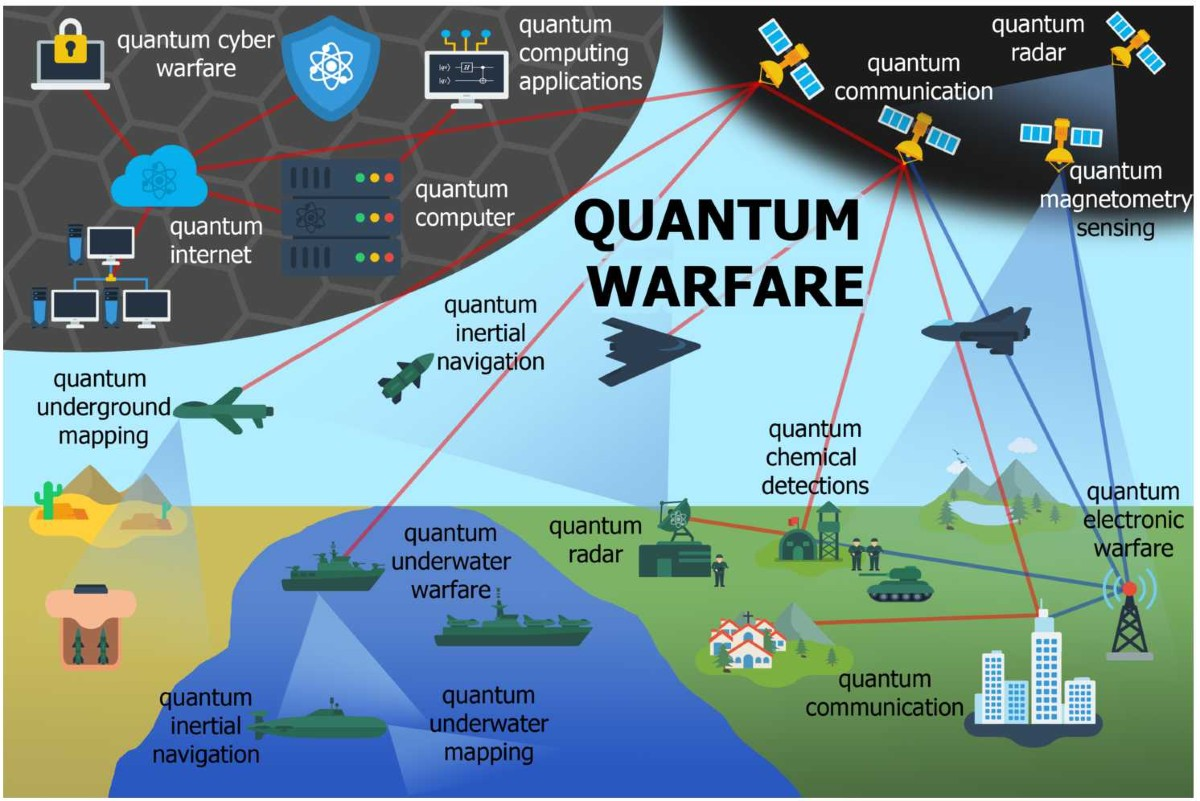 quantum cyber
warfare
quantum
computing
applications
quantum
communication
quantum
radar
quantum
magnetometry
sensing
quantum
internet
quantum
computer
QUANTUM
WARFARE
quantum
inertial
navigation
quantum
underground
mapping
quantum
chemical
detections
quantum
electronic
warfare
quantum
radar
quantum
underwater
warfare
quantum
inertial
navigation
quantum
underwater
mapping
quantum
communication